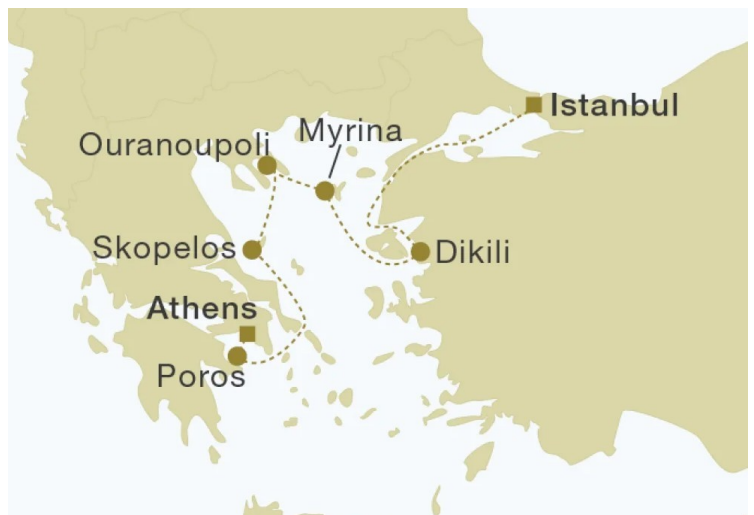 Istanbul
Myrina
Ouranoupoli
Skopelos
Dikili
Athens
Poros